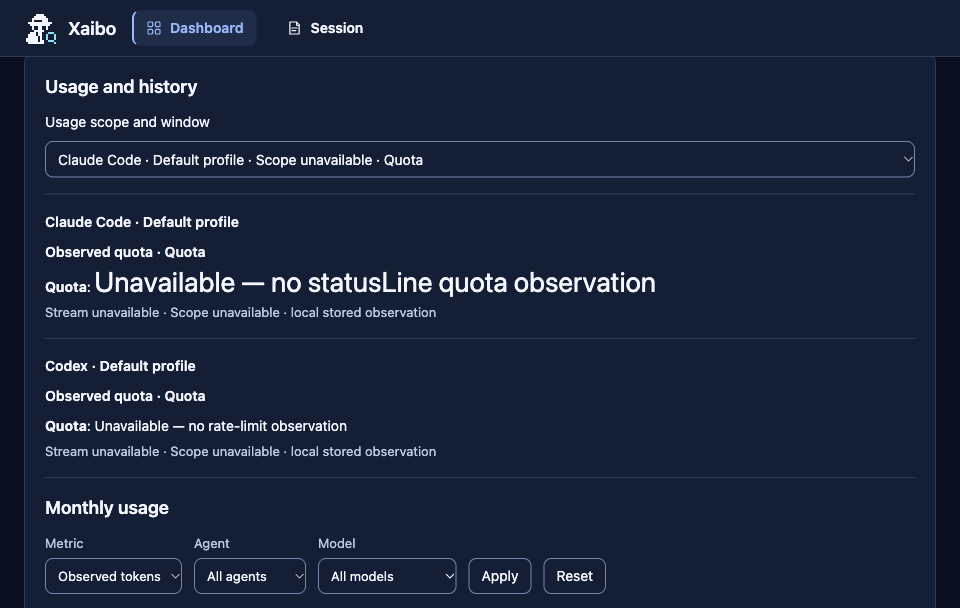 Xaibo Dashboard Session
Usage and history
Usage scope and window
Claude Code · Default profile · Scope unavailable · Quota
Claude Code · Default profile
Observed quota · Quota
Quota: Unavailable — no statusLine quota observation
Stream unavailable · Scope unavailable · local stored observation
Codex · Default profile
Observed quota · Quota
Quota: Unavailable — no rate-limit observation
Stream unavailable · Scope unavailable · local stored observation
Monthly usage
Metric Agent Model
Observed tokens All agents All models Apply Reset